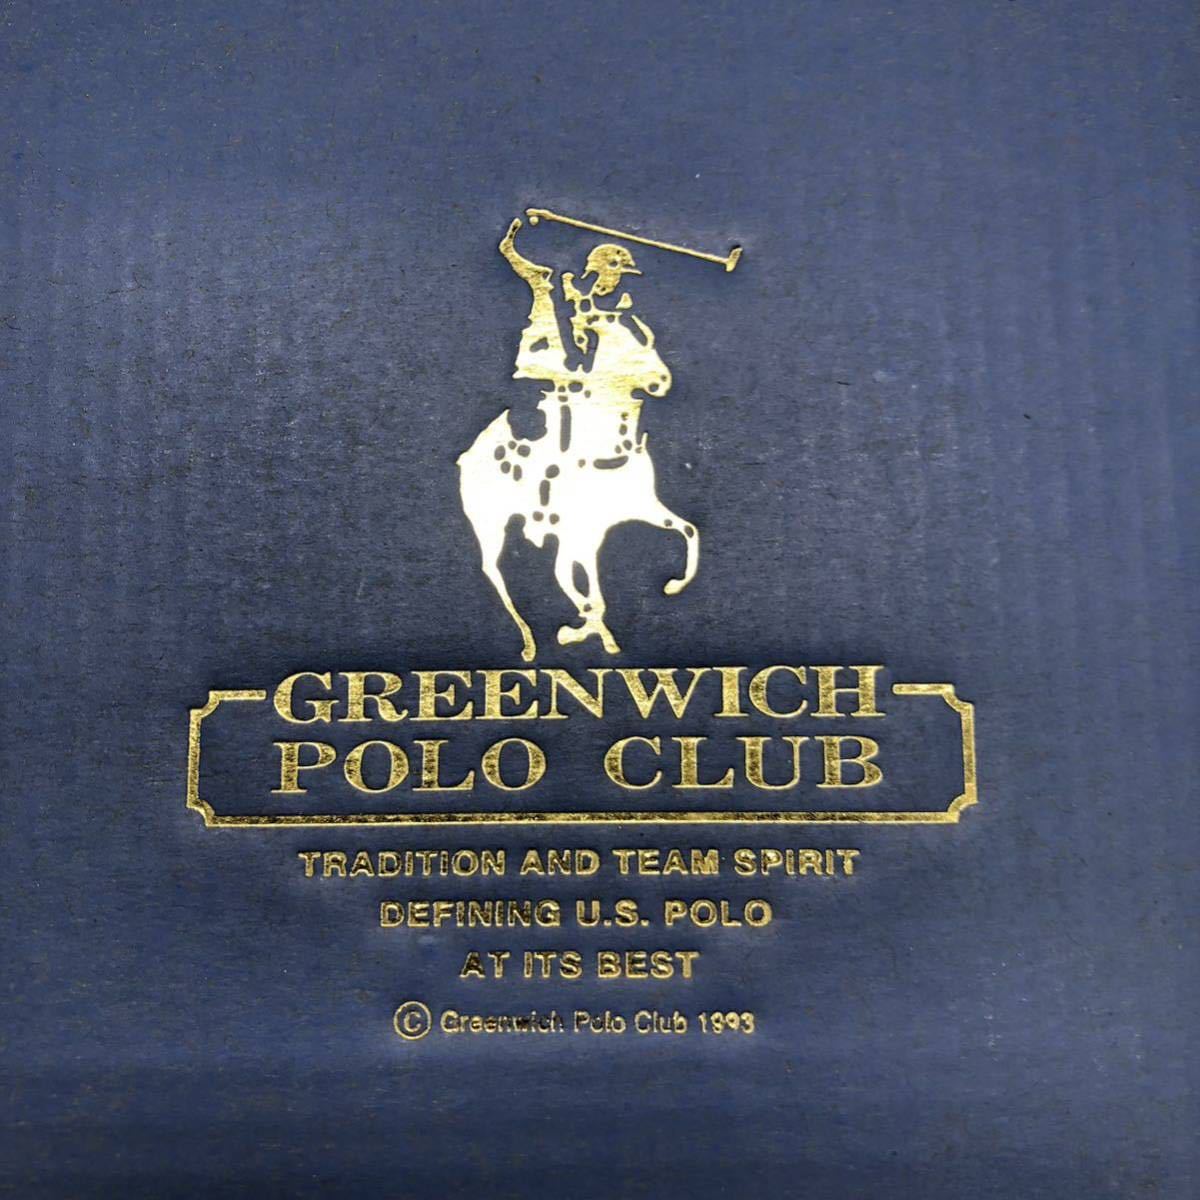 GREENWICH
POLO CLUB
TRADITION AND TEAM SPIRIT
DEFINING U.S. POLO
AT ITS BEST
© Greenwich Polo Club 1993